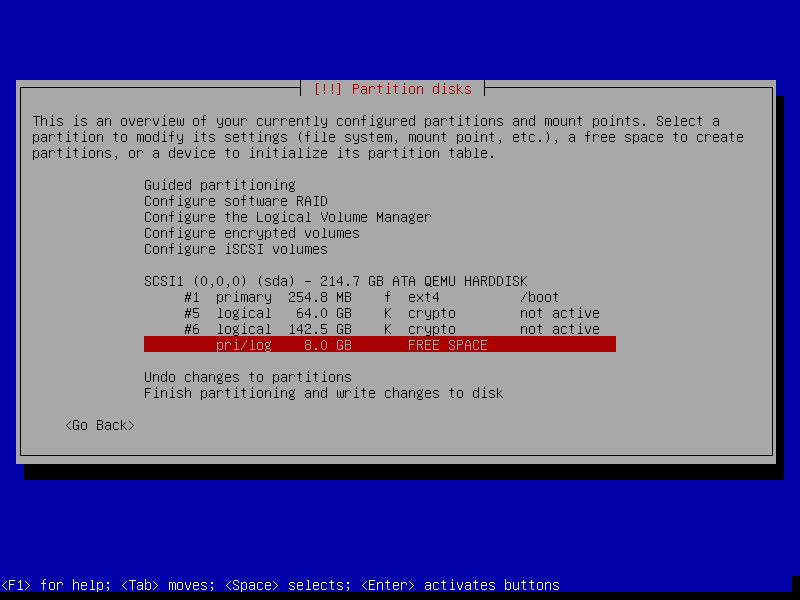 [!!] Partition disks
This is an overview of your currently configured partitions and mount points. Select a
partition to modify its settings (file system, mount point, etc.), a free space to create
partitions, or a device to initialize its partition table.
Guided partitioning
Configure software RAID
Configure the Logical Volume Manager
Configure encrypted volumes
Configure iSCSI volumes
SCSI1 (0,0,0) (sda) - 214.7 GB ATA QEMU HARDDISK
#1 primary 254.8 MB f ext4 /boot
#5 logical 64.0 GB K crypto not active
#6 logical 142.5 GB K crypto not active
pri/log 8.0 GB FREE SPACE
Undo changes to partitions
Finish partitioning and write changes to disk
<Go Back>
<F1> for help; <Tab> moves; <Space> selects; <Enter> activates buttons